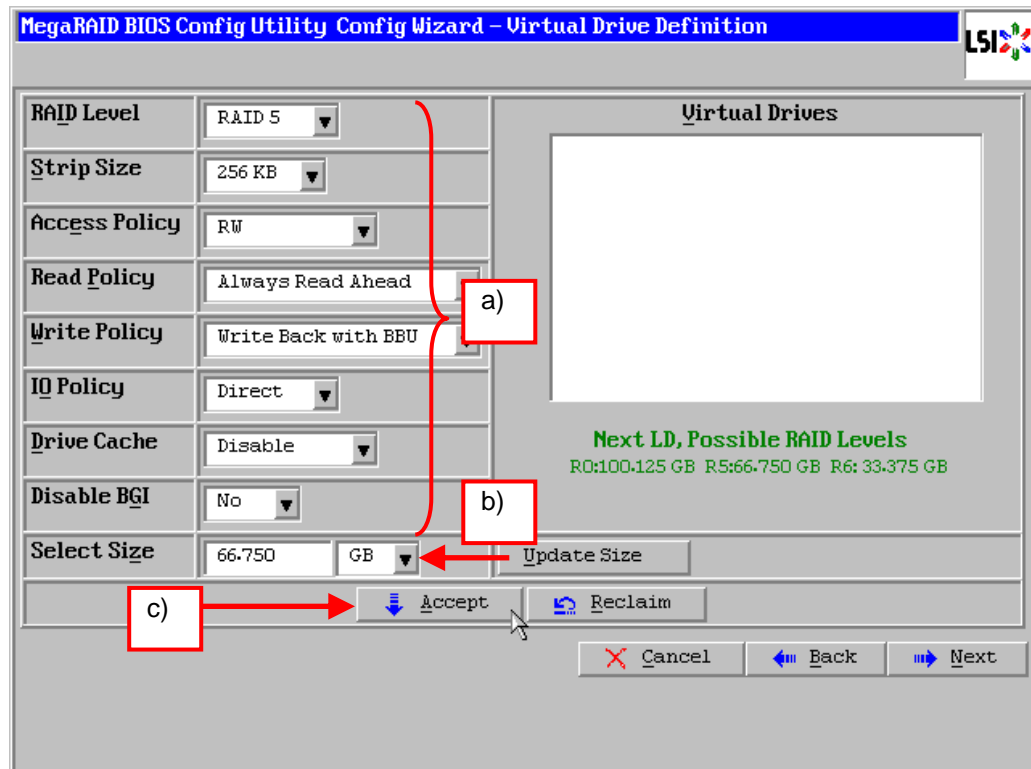 MegaRAID BIOS Config Utility Config Wizard – Virtual Drive Definition
LSI
RAID Level
RAID 5
Strip Size
256 KB
Access Policy
RW
Read Policy
Always Read Ahead
Write Policy
Write Back with BBU
IO Policy
Direct
Drive Cache
Disable
Disable BGI
No
Select Size
66.750
GB
Update Size
a)
b)
c)
Virtual Drives
Next LD, Possible RAID Levels
R0:100.125 GB R5:66.750 GB R6: 33.375 GB
Accept
Reclaim
Cancel
Back
Next